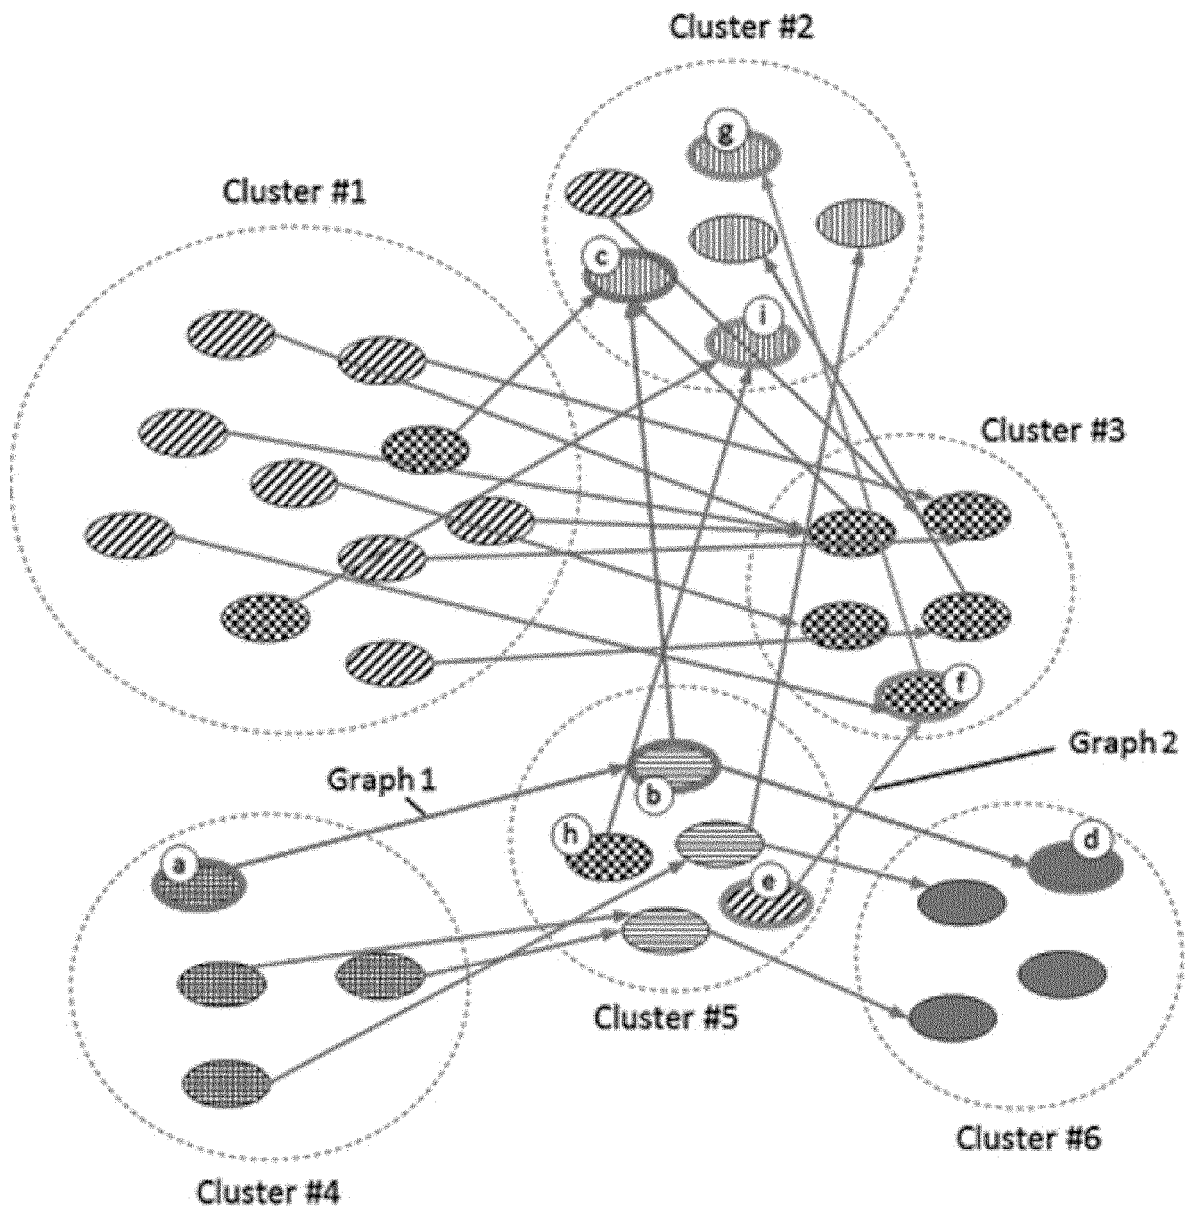 Cluster #2
g
Cluster #1
c
i
Cluster #3
f
Graph 2
Graph 1
b
h
d
a
e
Cluster #5
Cluster #6
Cluster #4